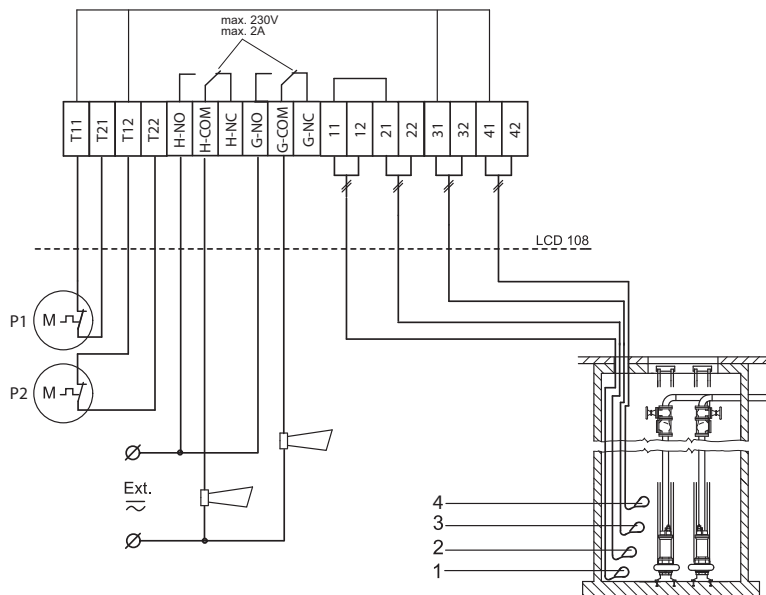 max. 230V
max. 2A
T11 T21 T12 T22 H-NO H-COM H-NC G-NO G-COM G-NC 11 12 21 22 31 32 41 42
LCD 108
P1 M
P2 M
Ext.
4
3
2
1